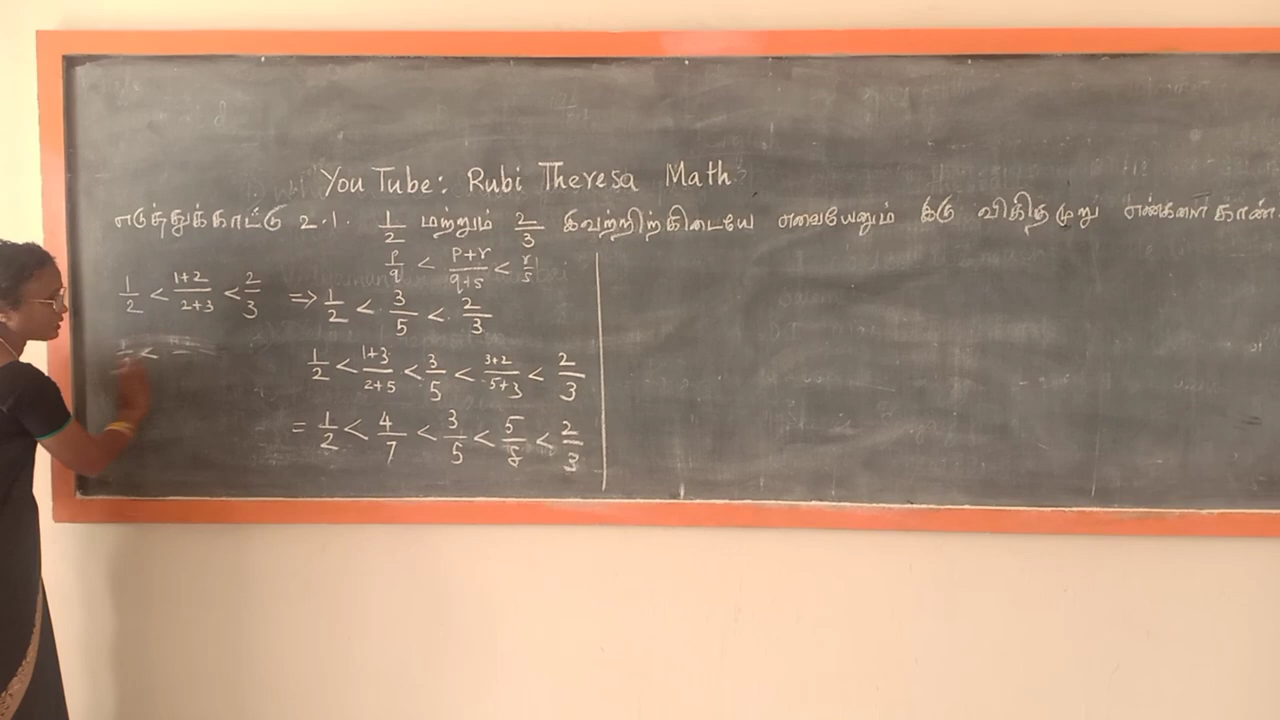 You Tube: Rubi Theresa Math
எடுத்துக்காட்டு 2.1. 1/2 மற்றும் 2/3 இவற்றிற்கிடையே எவையேனும் இரு விகிதமுறு எண்களைக் காண்
p/q < p+r/q+s < r/s
1/2 < 1+2/2+3 < 2/3 ⇒ 1/2 < 3/5 < 2/3
1/2 < 1+3/2+5 < 3/5 < 3+2/5+3 < 2/3
= 1/2 < 4/7 < 3/5 < 5/8 < 2/3